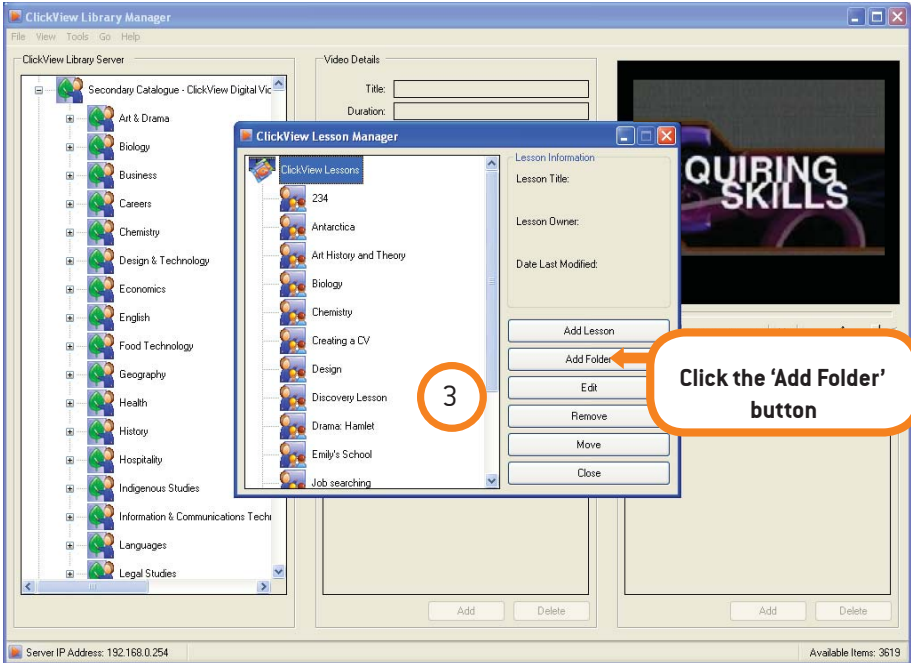 ClickView Library Manager
File View Tools Go Help
ClickView Library Server
Secondary Catalogue - ClickView Digital Vic
Art & Drama
Biology
Business
Careers
Chemistry
Design & Technology
Economics
English
Food Technology
Geography
Health
History
Hospitality
Indigenous Studies
Information & Communications Techn
Languages
Legal Studies
Video Details
Title:
Duration:
QUIRING
SKILLS
ClickView Lesson Manager
ClickView Lessons
234
Antarctica
Art History and Theory
Biology
Chemistry
Creating a CV
Design
Discovery Lesson
Drama: Hamlet
Emily's School
Job searching
Lesson Information
Lesson Title:
Lesson Owner:
Date Last Modified:
Add Lesson
Add Folder
Edit
Remove
Move
Close
3
Click the ‘Add Folder’
button
Add Delete
Add Delete
Server IP Address: 192.168.0.254
Available Items: 3619